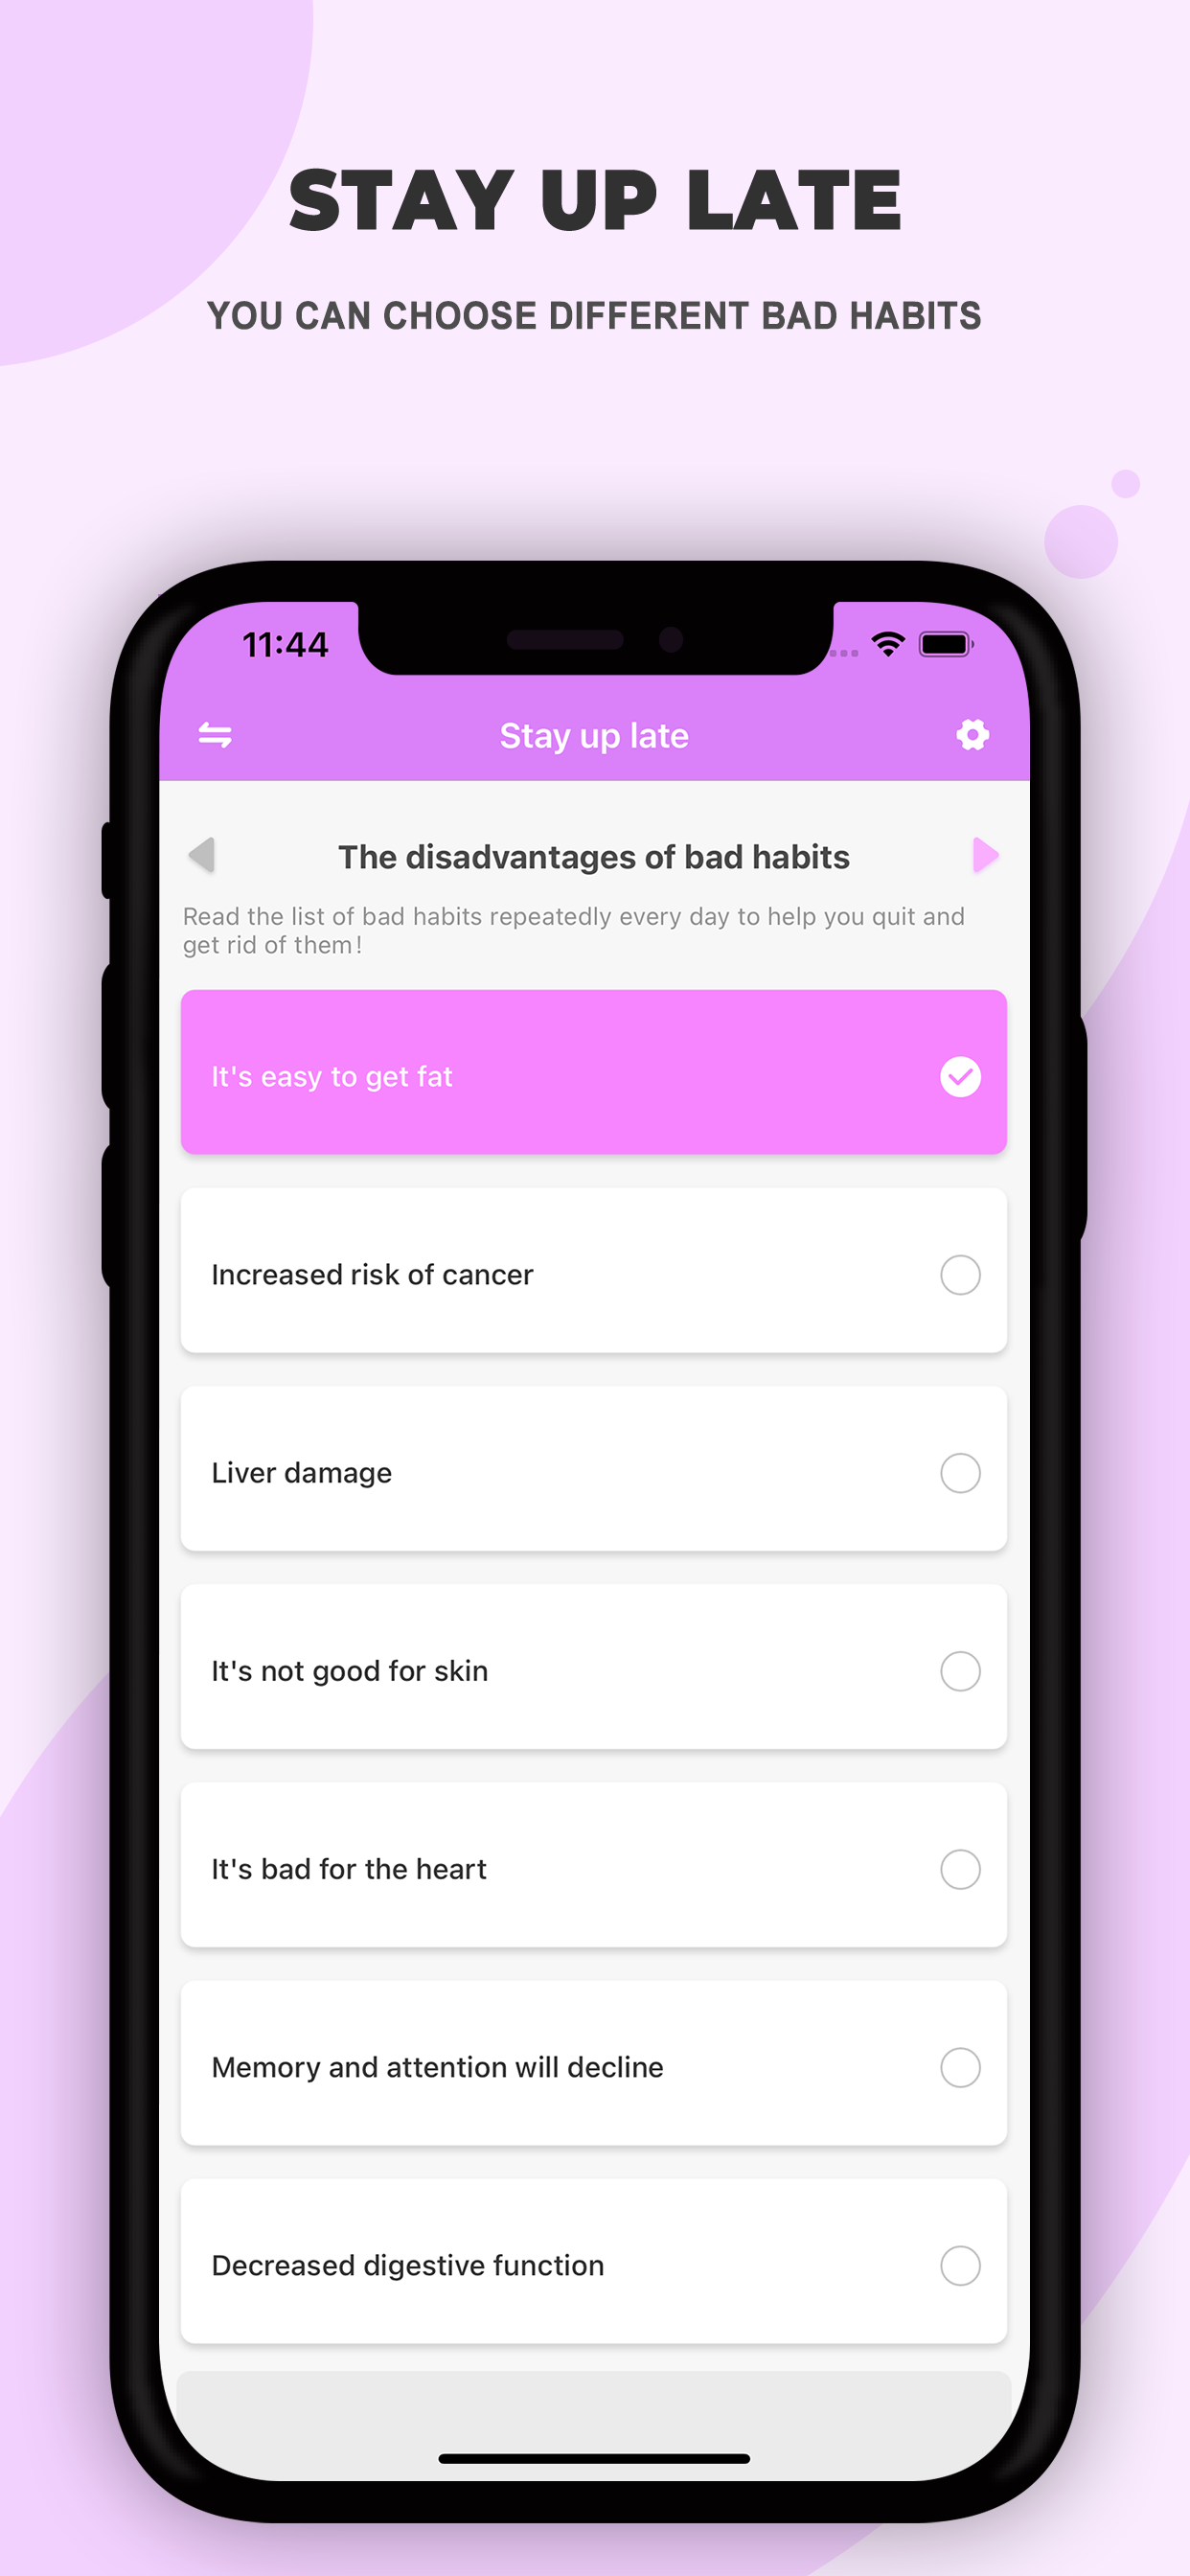 STAY UP LATE
YOU CAN CHOOSE DIFFERENT BAD HABITS
11:44
Stay up late
The disadvantages of bad habits
Read the list of bad habits repeatedly every day to help you quit and
get rid of them!
It's easy to get fat
Increased risk of cancer
Liver damage
It's not good for skin
It's bad for the heart
Memory and attention will decline
Decreased digestive function